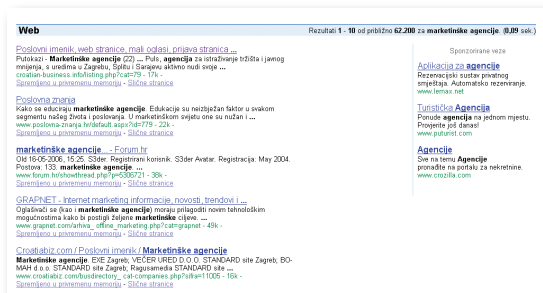 Web
Rezultati 1 - 10 od približno 62.200 za marketinške agencije. (0,09 sek.)
Poslovni imenik, web stranice, mali oglasi, prijava stranica ...
Putokazi - Marketinške agencije (22) ... Puls, agencija za istraživanje tržišta i javnog
mnijenja, s uredima u Zagrebu, Splitu i Sarajevu aktivno nudi svoje ...
croatian-business.info/listing.php?cat=79 - 17k -
Spremljeno u privremenu memoriju - Slične stranice
Poslovna znanja
Kako se educiraju marketinške agencije. Edukacije su neizbježan faktor u svakom
segmentu našeg života i poslovanja. U marketinškom svijetu one su nužan i ...
www.poslovna-znanja.hr/default.aspx?id=779 - 22k -
Spremljeno u privremenu memoriju - Slične stranice
marketinške agencije... - Forum.hr
Old 16-05-2006, 15:25. S3der. Registrirani korisnik. S3der Avatar. Registracija: May 2004.
Postova: 133. marketinške agencije. ...
www.forum.hr/showthread.php?p=5306721 - 38k -
Spremljeno u privremenu memoriju - Slične stranice
GRAPNET - Internet marketing informacije, novosti, trendovi i ...
Oglašivači se (kao i marketinške agencije) moraju prilagoditi novim tehnološkim
mogućnostima kako bi postigli željene marketinške ciljeve. ...
www.grapnet.com/arhiva_offline_marketing.php?cat=grapnet - 49k -
Spremljeno u privremenu memoriju - Slične stranice
Croatiabiz.com / Poslovni imenik / Marketinške agencije
Marketinške agencije. EXE Zagreb; VEČER URED D.O.O. STANDARD site Zagreb; BO-
MAH d.o.o. STANDARD site Zagreb; Ragusamedia STANDARD site ...
www.croatiabiz.com/busdirectory_cat-companies.php?sifra=11005 - 16k -
Spremljeno u privremenu memoriju - Slične stranice
Sponzorirane veze
Aplikacija za agencije
Rezervacijski sustav privatnog
smještaja. Automatsko rezerviranje.
www.lemax.net
Turistička Agencija
Ponude agencija na jednom mjestu.
Provjerite još danas!
www.puturist.com
Agencije
Sve na temu Agencije
pronađite na portalu za nekretnine.
www.crozilla.com